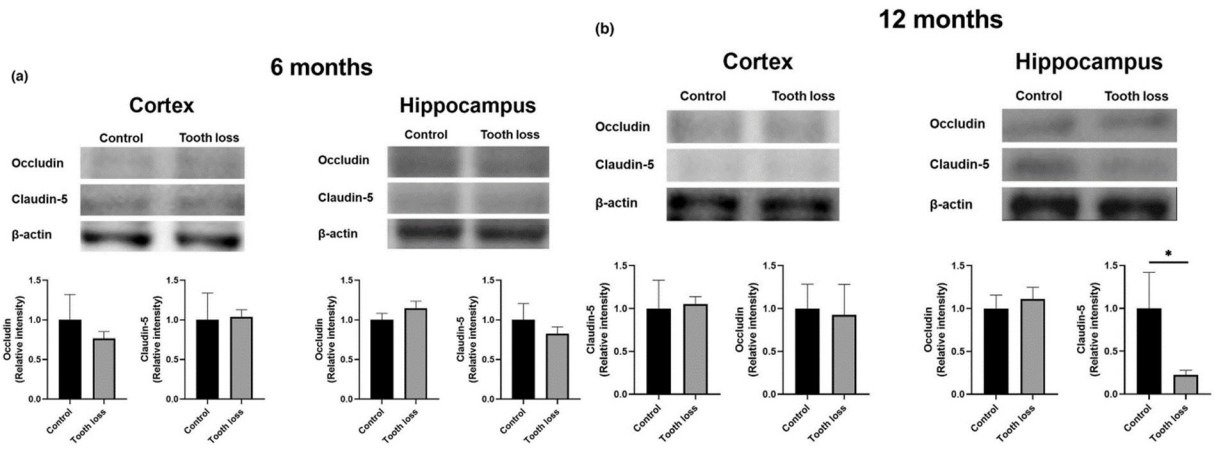 (a)
6 months
Cortex
Control Tooth loss
Occludin
Claudin-5
β-actin
Hippocampus
Control Tooth loss
Occludin
Claudin-5
β-actin
Occludin
(Relative intensity)
1.5
1.0
0.5
0.0
Control
Tooth loss
Claudin-5
(Relative intensity)
1.5
1.0
0.5
0.0
Control
Tooth loss
Occludin
(Relative intensity)
1.5
1.0
0.5
0.0
Control
Tooth loss
Claudin-5
(Relative intensity)
1.5
1.0
0.5
0.0
Control
Tooth loss
(b)
12 months
Cortex
Control Tooth loss
Occludin
Claudin-5
β-actin
Hippocampus
Control Tooth loss
Occludin
Claudin-5
β-actin
Claudin-5
(Relative intensity)
1.5
1.0
0.5
0.0
Control
Tooth loss
Occludin
(Relative intensity)
1.5
1.0
0.5
0.0
Control
Tooth loss
Occludin
(Relative intensity)
1.5
1.0
0.5
0.0
Control
Tooth loss
Claudin-5
(Relative intensity)
1.5
1.0
0.5
0.0
*
Control
Tooth loss